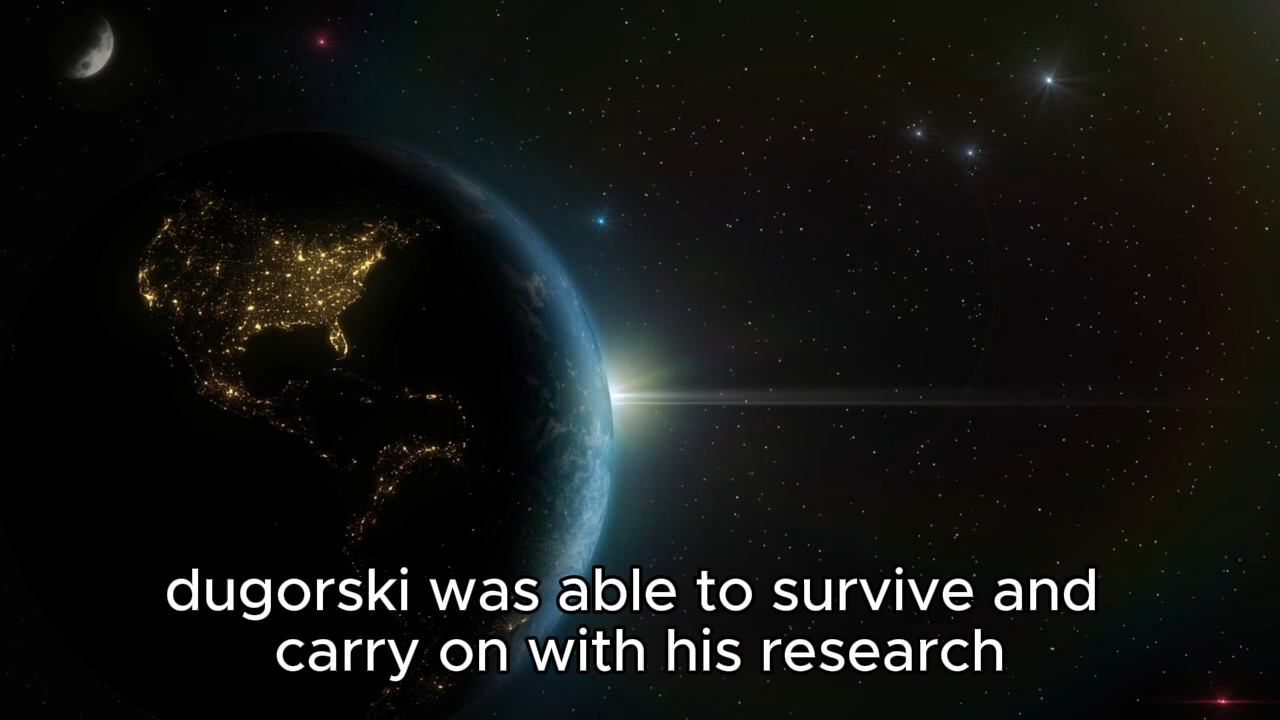 dugorski was able to survive and
carry on with his research